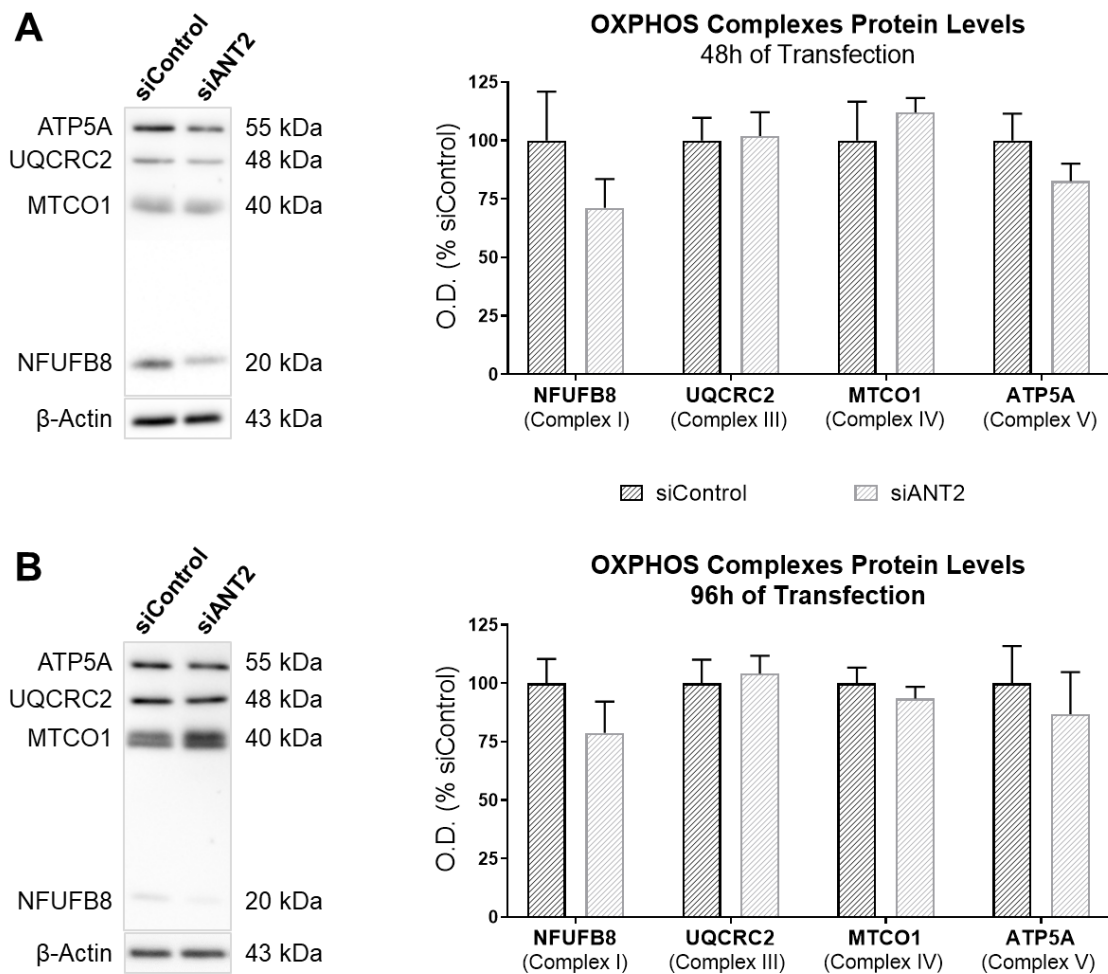 A
siControl
siANT2
ATP5A 55 kDa
UQCRC2 48 kDa
MTCO1 40 kDa
NFUFB8 20 kDa
β-Actin 43 kDa
OXPHOS Complexes Protein Levels
48h of Transfection
O.D. (% siControl)
125
100
75
50
25
0
NFUFB8 UQCRC2 MTCO1 ATP5A
(Complex I) (Complex III) (Complex IV) (Complex V)
siControl siANT2
B
siControl
siANT2
ATP5A 55 kDa
UQCRC2 48 kDa
MTCO1 40 kDa
NFUFB8 20 kDa
β-Actin 43 kDa
OXPHOS Complexes Protein Levels
96h of Transfection
O.D. (% siControl)
125
100
75
50
25
0
NFUFB8 UQCRC2 MTCO1 ATP5A
(Complex I) (Complex III) (Complex IV) (Complex V)